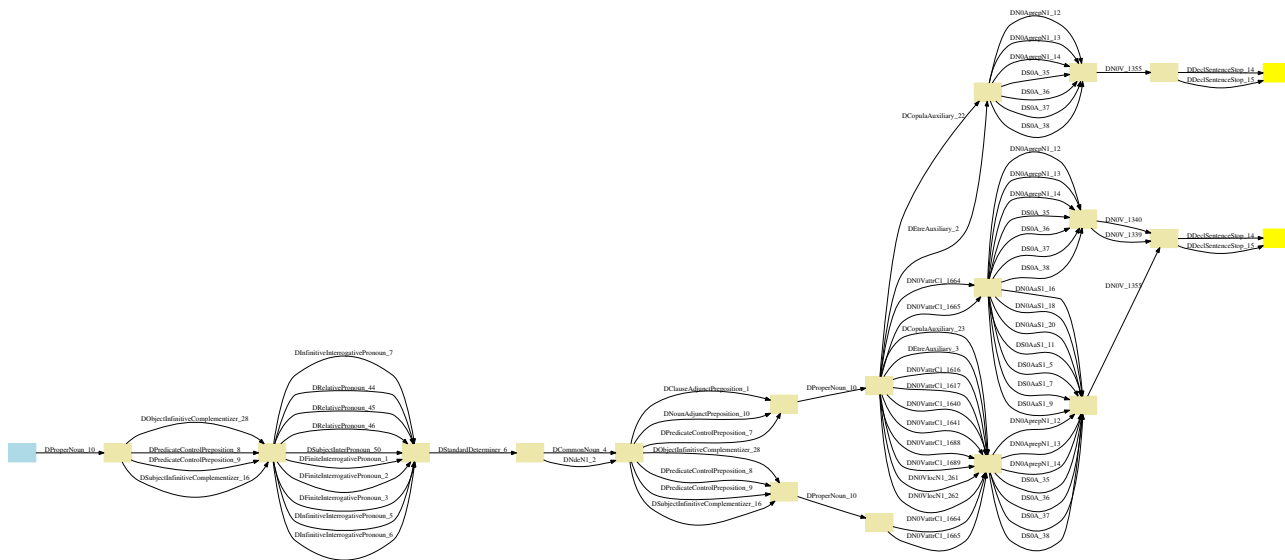 DN0AprepN1_12
DN0AprepN1_13
DN0AprepN1_14
DS0A_35
DS0A_36
DS0A_37
DS0A_38
DN0V_1355
DDeclSentenceStop_14
DDeclSentenceStop_15
DCopulaAuxiliary_22
DEtreAuxiliary_2
DN0AprepN1_12
DN0AprepN1_13
DN0AprepN1_14
DS0A_35
DS0A_36
DS0A_37
DS0A_38
DN0V_1340
DN0V_1339
DDeclSentenceStop_14
DDeclSentenceStop_15
DN0VattrC1_1664
DN0VattrC1_1665
DN0AaS1_16
DN0AaS1_18
DN0AaS1_20
DS0AaS1_11
DS0AaS1_5
DS0AaS1_7
DS0AaS1_9
DN0V_1355
DCopulaAuxiliary_23
DEtreAuxiliary_3
DN0VattrC1_1616
DN0VattrC1_1617
DN0VattrC1_1640
DN0VattrC1_1641
DN0VattrC1_1688
DN0VattrC1_1689
DN0VlocN1_261
DN0VlocN1_262
DN0AprepN1_12
DN0AprepN1_13
DN0AprepN1_14
DS0A_35
DS0A_36
DS0A_37
DS0A_38
DProperNoun_10
DObjectInfinitiveComplementizer_28
DPredicateControlPreposition_8
DPredicateControlPreposition_9
DSubjectInfinitiveComplementizer_16
DInfinitiveInterrogativePronoun_7
DRelativePronoun_44
DRelativePronoun_45
DRelativePronoun_46
DSubjectInterPronoun_50
DFiniteInterrogativePronoun_1
DFiniteInterrogativePronoun_2
DFiniteInterrogativePronoun_3
DInfinitiveInterrogativePronoun_5
DInfinitiveInterrogativePronoun_6
DStandardDeterminer_6
DCommonNoun_4
DNdeN1_2
DClauseAdjunctPreposition_1
DNounAdjunctPreposition_10
DPredicateControlPreposition_7
DObjectInfinitiveComplementizer_28
DPredicateControlPreposition_8
DPredicateControlPreposition_9
DSubjectInfinitiveComplementizer_16
DProperNoun_10
DProperNoun_10
DN0VattrC1_1664
DN0VattrC1_1665